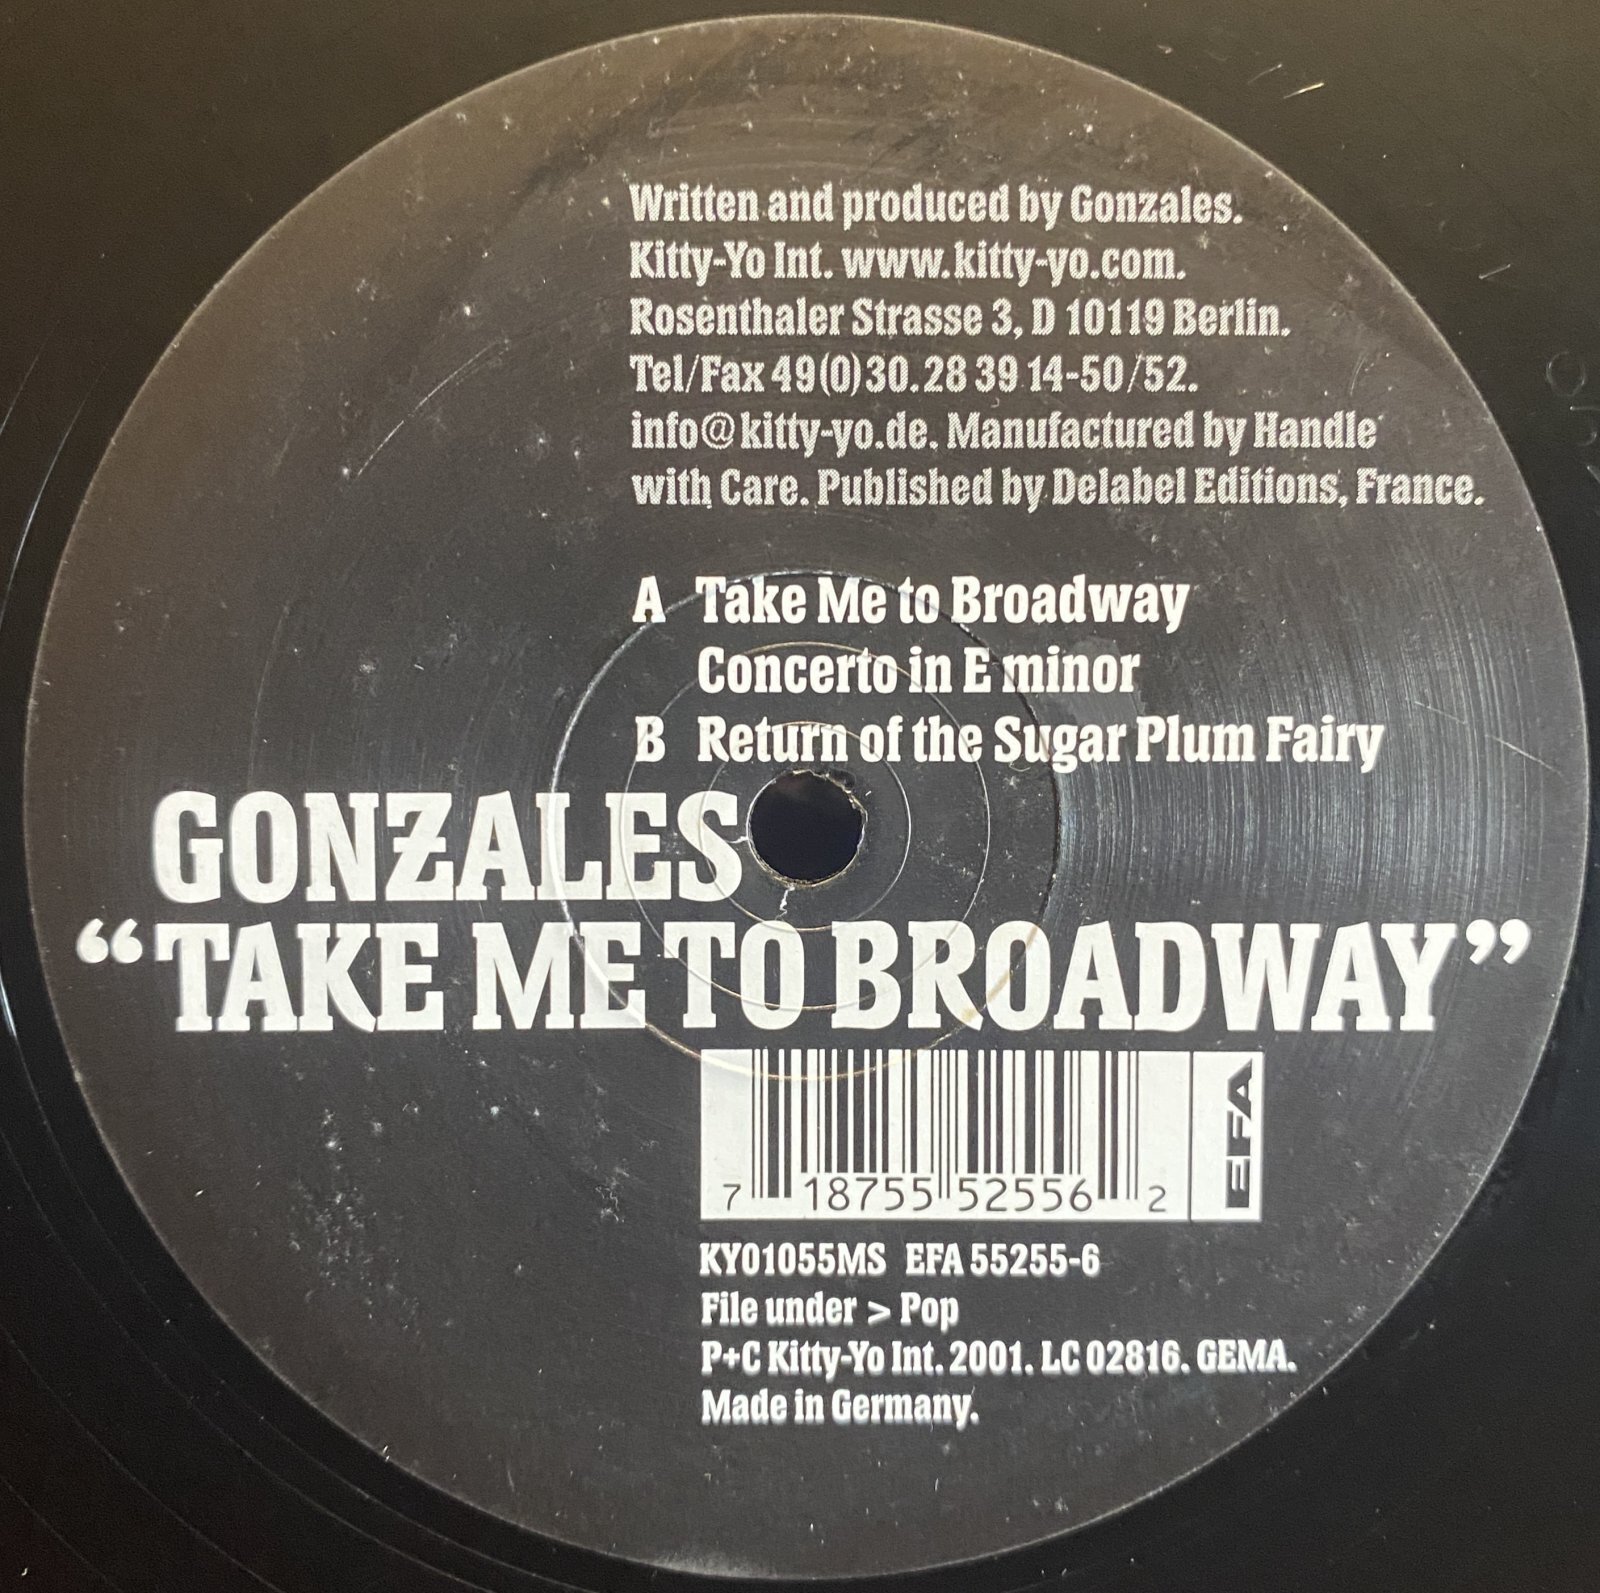 Written and produced by Gonzales.
Kitty-Yo Int. www.kitty-yo.com.
Rosenthaler Strasse 3, D 10119 Berlin.
Tel/Fax 49(0)30.28 39 14-50/52.
info@kitty-yo.de. Manufactured by Handle
with Care. Published by Delabel Editions, France.
A Take Me to Broadway
Concerto in E minor
B Return of the Sugar Plum Fairy
GONZALES
“TAKE ME TO BROADWAY”
EFA
7 18755 52556 2
KY01055MS EFA 55255-6
File under > Pop
P+C Kitty-Yo Int. 2001. LC 02816. GEMA.
Made in Germany.